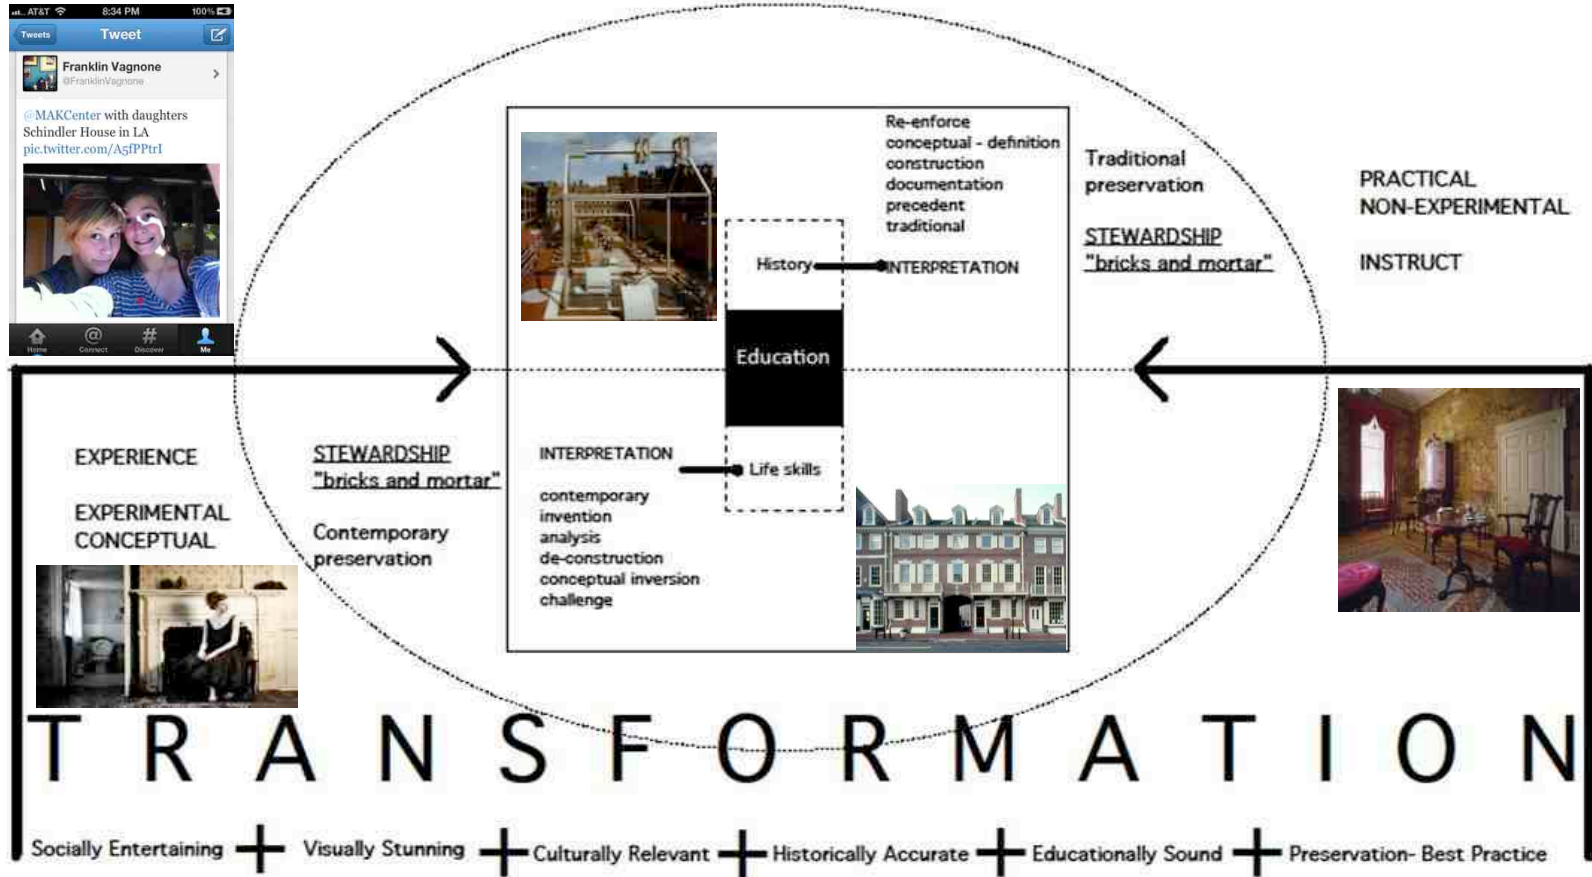 AT&T 8:34 PM 100%
Tweets Tweet
Franklin Vagnone
@FranklinVagnone
@MAKCenter with daughters
Schindler House in LA
pic.twitter.com/A5fPPtrI
Home Connect Discover Me
Re-enforce
conceptual - definition
construction
documentation
precedent
traditional
History
INTERPRETATION
Traditional
preservation
STEWARDSHIP
"bricks and mortar"
PRACTICAL
NON-EXPERIMENTAL
INSTRUCT
Education
EXPERIENCE
EXPERIMENTAL
CONCEPTUAL
STEWARDSHIP
"bricks and mortar"
Contemporary
preservation
INTERPRETATION
Life skills
contemporary
invention
analysis
de-construction
conceptual inversion
challenge
TRANSFORMATION
Socially Entertaining + Visually Stunning + Culturally Relevant + Historically Accurate + Educationally Sound + Preservation- Best Practice